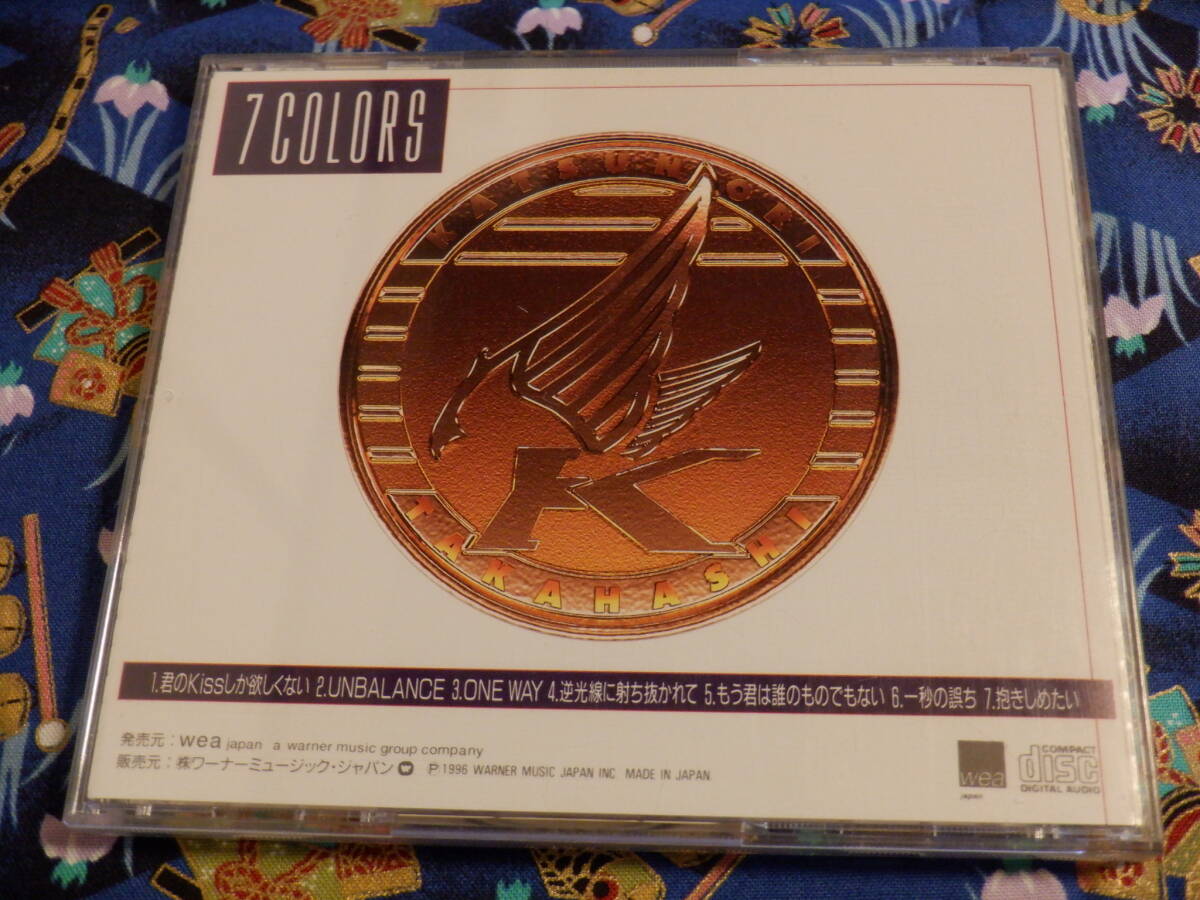 7 COLORS
KATSUNORI
TAKAHASHI
1.君のKissしか欲しくない 2.UNBALANCE 3.ONE WAY 4.逆光線に射ち抜かれて 5.もう君は誰のものでもない 6.一秒の誤ち 7.抱きしめたい
発売元：wea japan a warner music group company
販売元：㈱ワーナーミュージック・ジャパン Ⓟ1996 WARNER MUSIC JAPAN INC. MADE IN JAPAN
wea
japan
COMPACT
disc
DIGITAL AUDIO